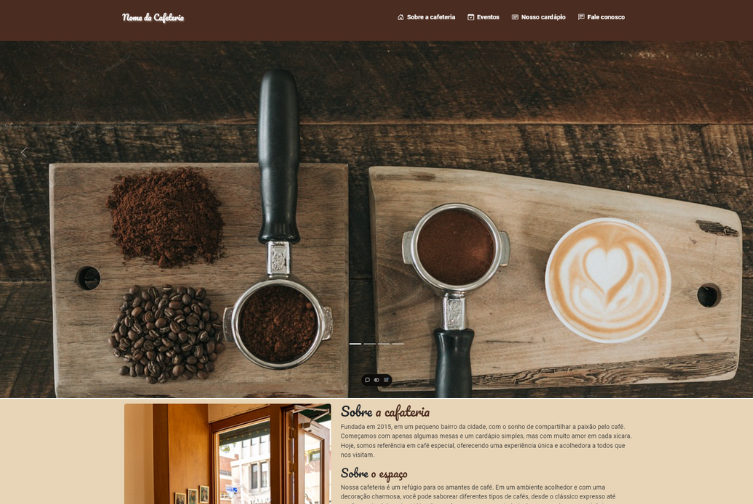 Nome da Cafeteria
Sobre a cafeteria
Eventos
Nosso cardápio
Fale conosco
Sobre a cafateria
Fundada em 2015, em um pequeno bairro da cidade, com o sonho de compartilhar a paixão pelo café.
Começamos com apenas algumas mesas e um cardápio simples, mas com muito amor em cada xícara.
Hoje, somos referência em café especial, oferecendo uma experiência única e acolhedora a todos que
nos visitam.
Sobre o espaço
Nossa cafeteria é um refúgio para os amantes de café. Em um ambiente acolhedor e com uma
decoração charmosa, você pode saborear diferentes tipos de cafés, desde o clássico expresso até